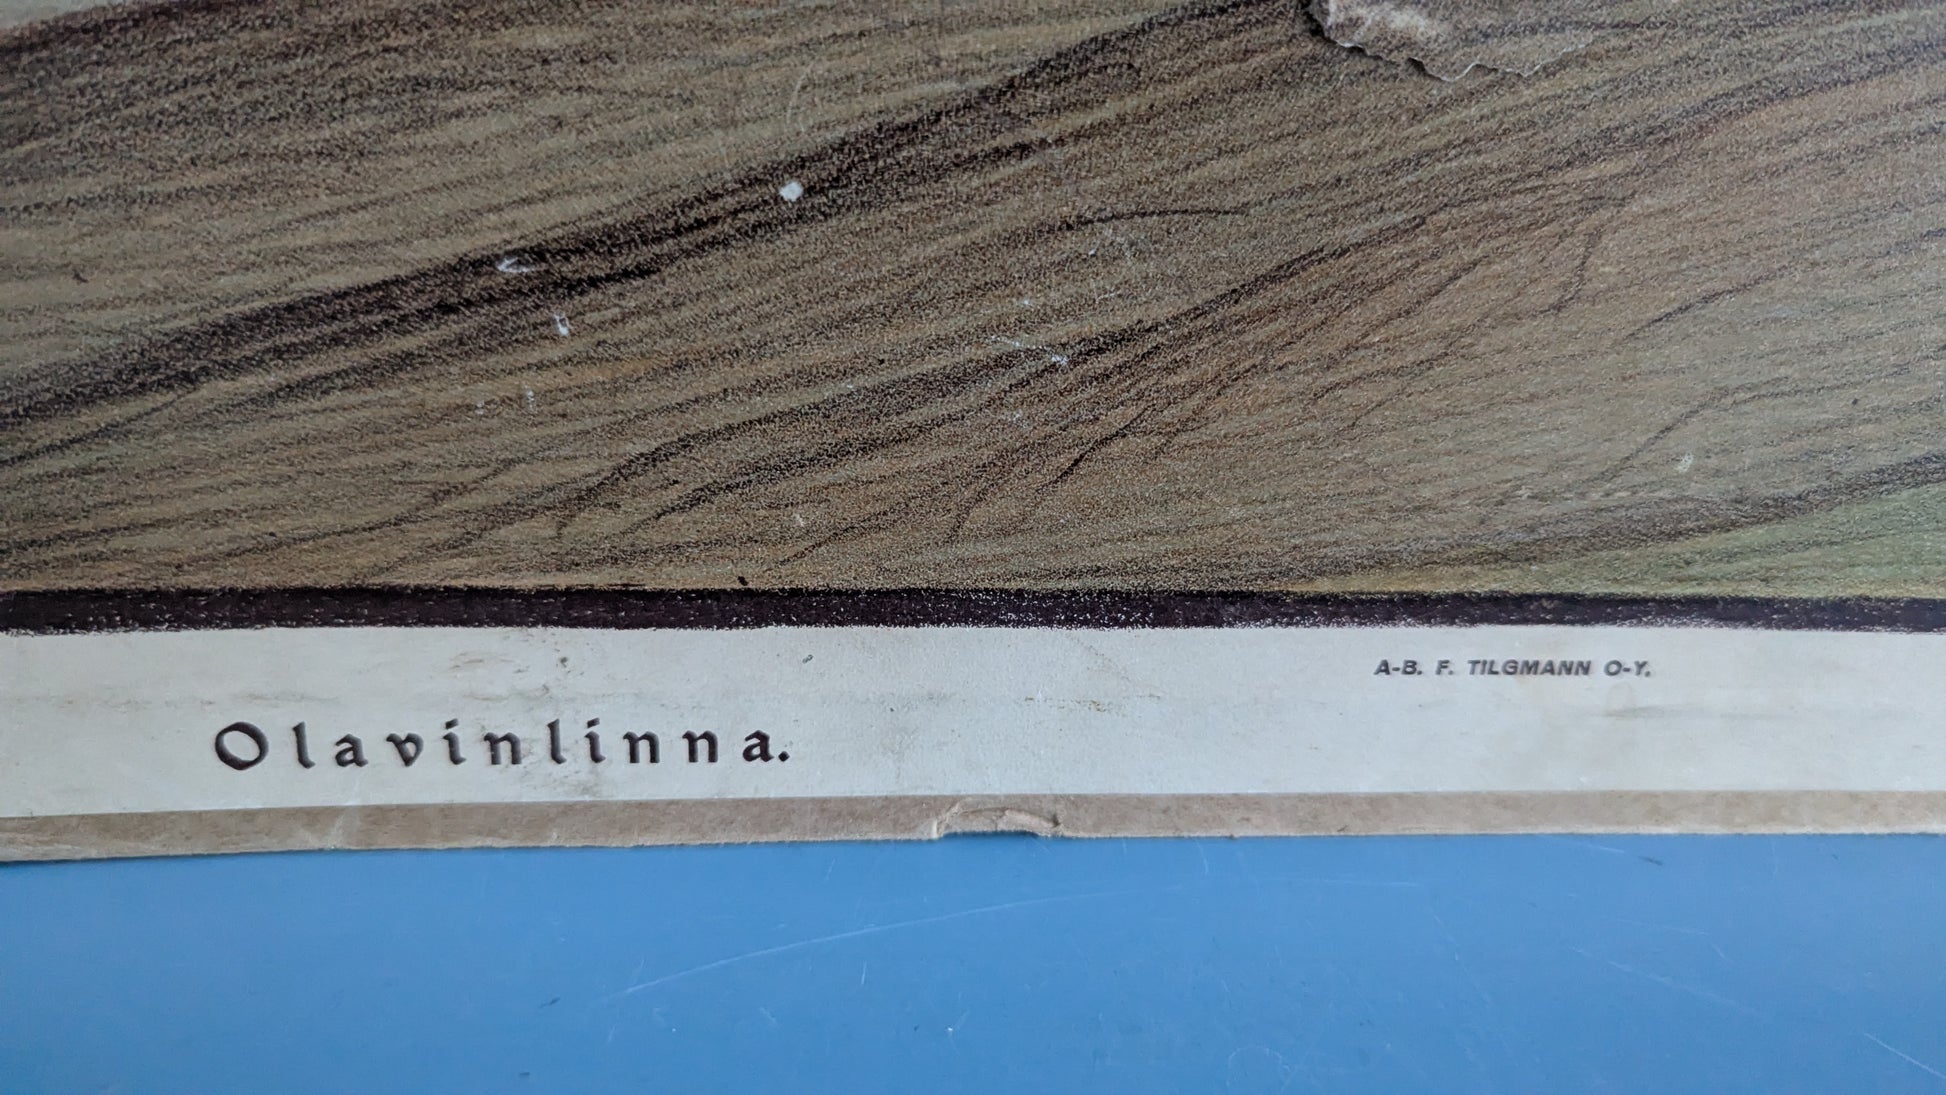 A-B. F. TILGMANN O-Y.
Olavinlinna.